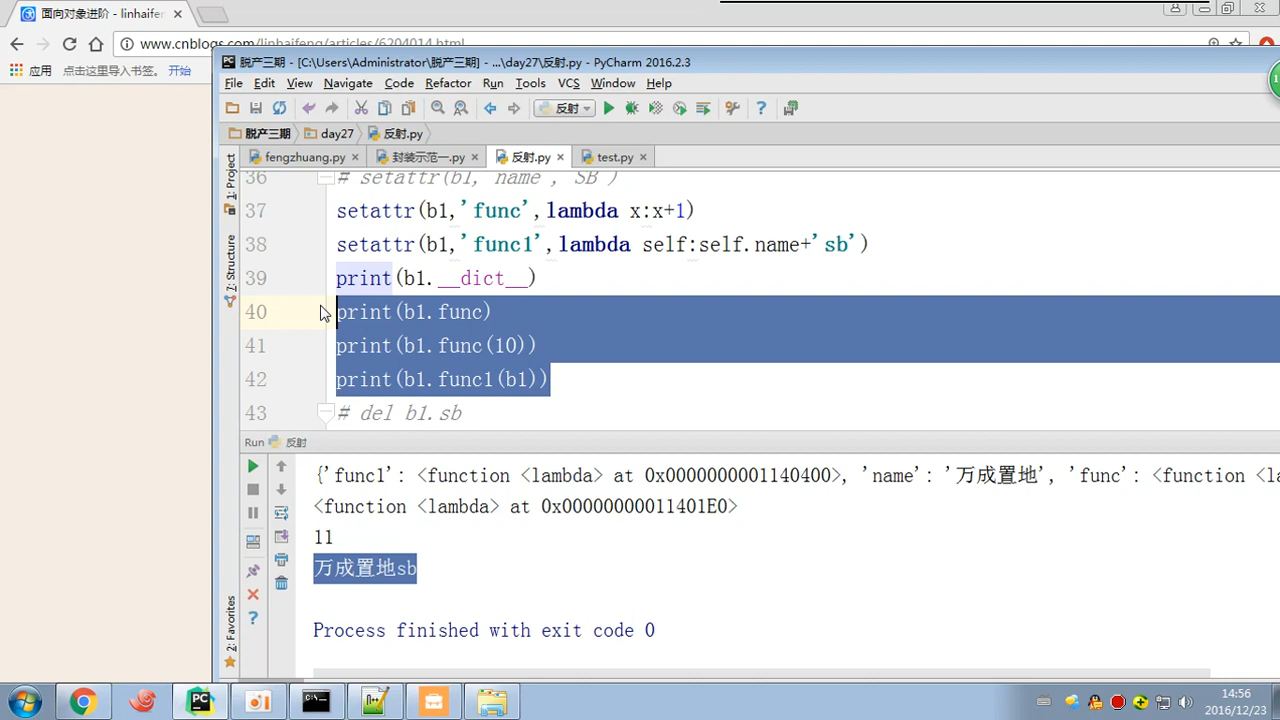 面向对象进阶 - linhaifen
www.cnblogs.com/linhaifeng/articles/6204014.html
应用 点击这里导入书签。 开始
脱产三期 - [C:\Users\Administrator\脱产三期] - ...\day27\反射.py - PyCharm 2016.2.3
File Edit View Navigate Code Refactor Run Tools VCS Window Help
反射
脱产三期 day27 反射.py
fengzhuang.py 封装示范一.py 反射.py test.py
1: Project
7: Structure
2: Favorites
36 # setattr(b1,'name','SB')
37 setattr(b1,'func',lambda x:x+1)
38 setattr(b1,'func1',lambda self:self.name+'sb')
39 print(b1.__dict__)
40 print(b1.func)
41 print(b1.func(10))
42 print(b1.func1(b1))
43 # del b1.sb
Run 反射
{'func1': <function <lambda> at 0x0000000001140400>, 'name': '万成置地', 'func': <function <la
<function <lambda> at 0x00000000011401E0>
11
万成置地sb
Process finished with exit code 0
14:56
2016/12/23